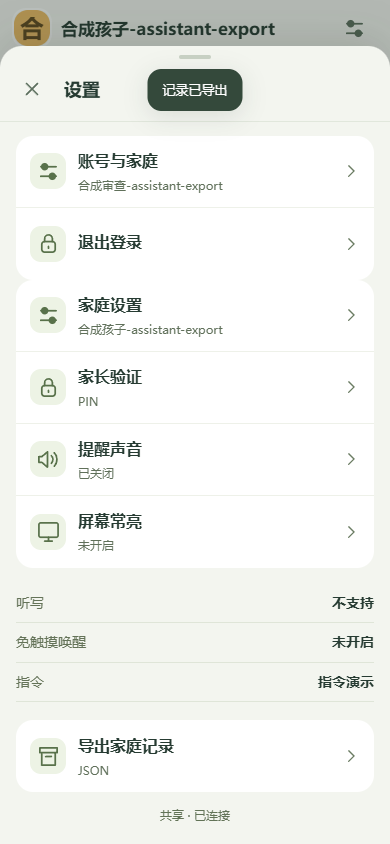 合
合成孩子-assistant-export
设置
记录已导出
账号与家庭
合成审查-assistant-export
退出登录
家庭设置
合成孩子-assistant-export
家长验证
PIN
提醒声音
已关闭
屏幕常亮
未开启
听写 不支持
免触摸唤醒 未开启
指令 指令演示
导出家庭记录
JSON
共享 · 已连接